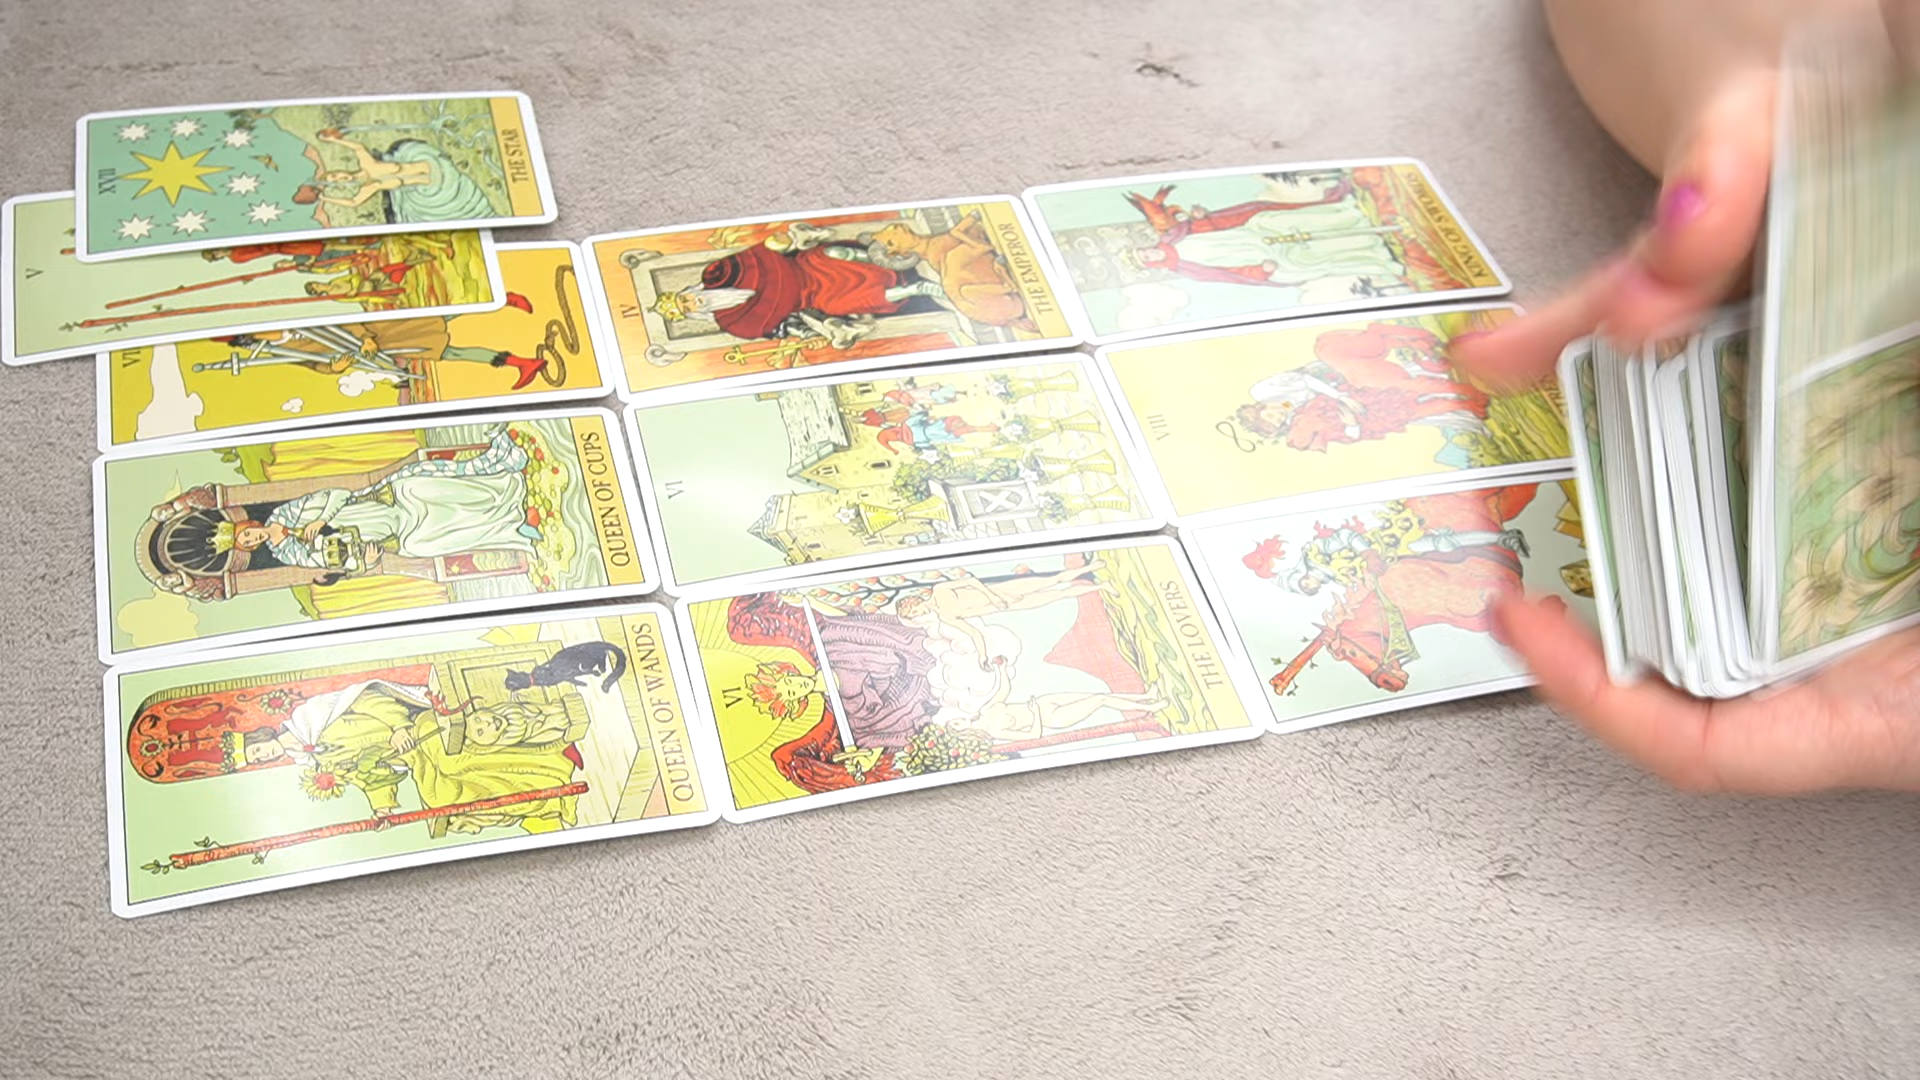 XVII
THE STAR
V
IV
THE EMPEROR
KING OF SWORDS
QUEEN OF CUPS
VI
VIII
QUEEN OF WANDS
VI
THE LOVERS